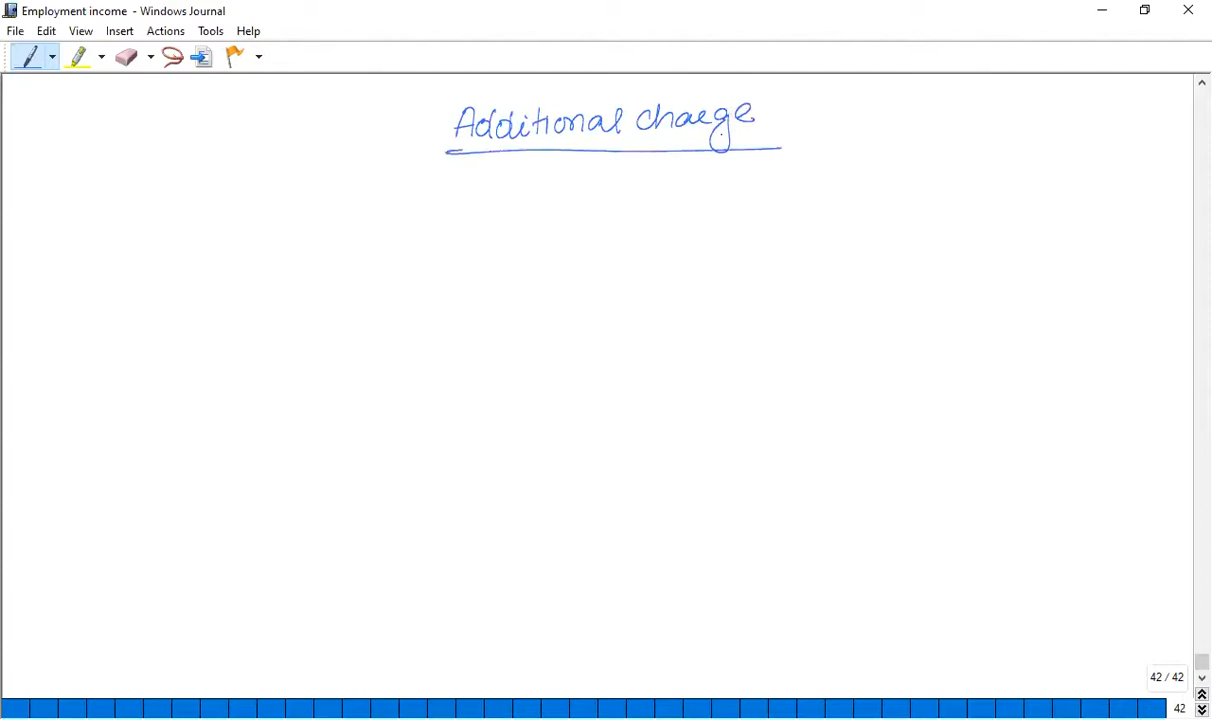 Employment income - Windows Journal
File Edit View Insert Actions Tools Help
Additional charge
42 / 42
42